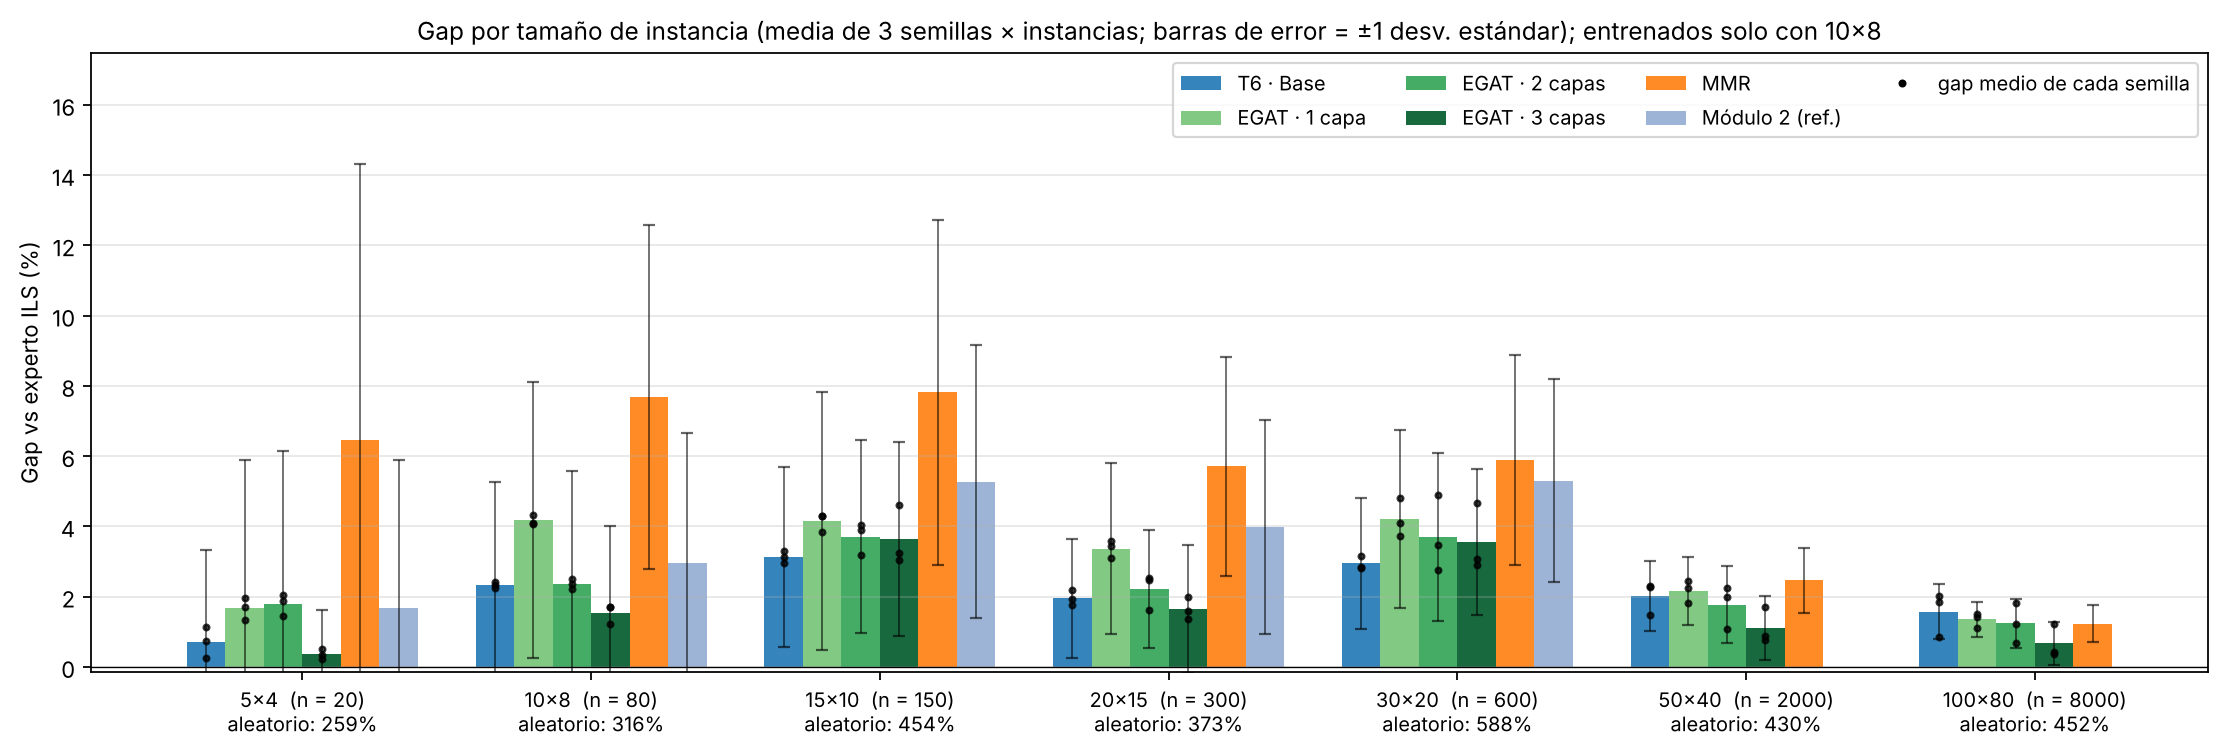 Gap por tamaño de instancia (media de 3 semillas × instancias; barras de error = ±1 desv. estándar); entrenados solo con 10×8
T6 · Base
EGAT · 1 capa
EGAT · 2 capas
EGAT · 3 capas
MMR
Módulo 2 (ref.)
gap medio de cada semilla
Gap vs experto ILS (%)
16
14
12
10
8
6
4
2
0
5×4 (n = 20)
aleatorio: 259%
10×8 (n = 80)
aleatorio: 316%
15×10 (n = 150)
aleatorio: 454%
20×15 (n = 300)
aleatorio: 373%
30×20 (n = 600)
aleatorio: 588%
50×40 (n = 2000)
aleatorio: 430%
100×80 (n = 8000)
aleatorio: 452%